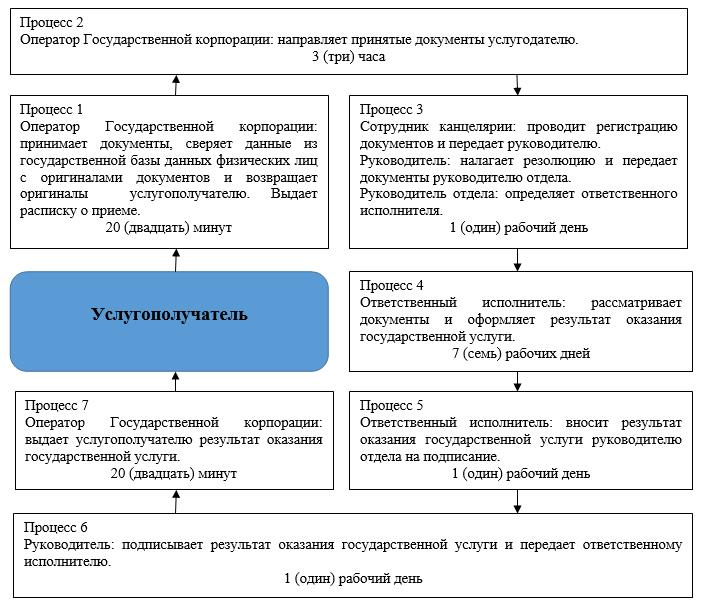 Процесс 2
Оператор Государственной корпорации: направляет принятые документы услугодателю.
3 (три) часа
Процесс 1
Оператор Государственной корпорации:
принимает документы, сверяет данные из
государственной базы данных физических лиц
с оригиналами документов и возвращает
оригиналы услугополучателю. Выдает
расписку о приеме.
20 (двадцать) минут
Процесс 3
Сотрудник канцелярии: проводит регистрацию
документов и передает руководителю.
Руководитель: налагает резолюцию и передает
документы руководителю отдела.
Руководитель отдела: определяет ответственного
исполнителя.
1 (один) рабочий день
Услугополучатель
Процесс 4
Ответственный исполнитель: рассматривает
документы и оформляет результат оказания
государственной услуги.
7 (семь) рабочих дней
Процесс 7
Оператор Государственной корпорации:
выдает услугополучателю результат оказания
государственной услуги.
20 (двадцать) минут
Процесс 5
Ответственный исполнитель: вносит результат
оказания государственной услуги руководителю
отдела на подписание.
1 (один) рабочий день
Процесс 6
Руководитель: подписывает результат оказания государственной услуги и передает ответственному
исполнителю.
1 (один) рабочий день